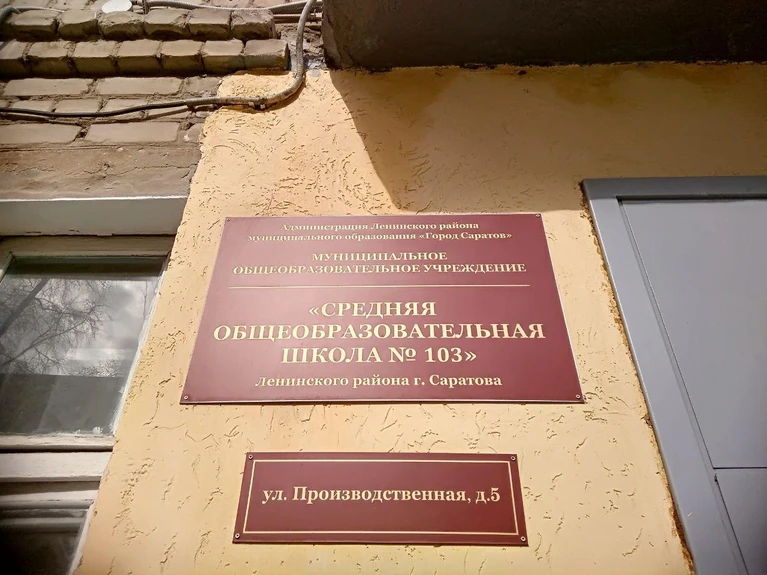 Администрация Ленинского района
муниципального образования «Город Саратов»
МУНИЦИПАЛЬНОЕ
ОБЩЕОБРАЗОВАТЕЛЬНОЕ УЧРЕЖДЕНИЕ
«СРЕДНЯЯ
ОБЩЕОБРАЗОВАТЕЛЬНАЯ
ШКОЛА № 103»
Ленинского района г. Саратова
ул. Производственная, д.5